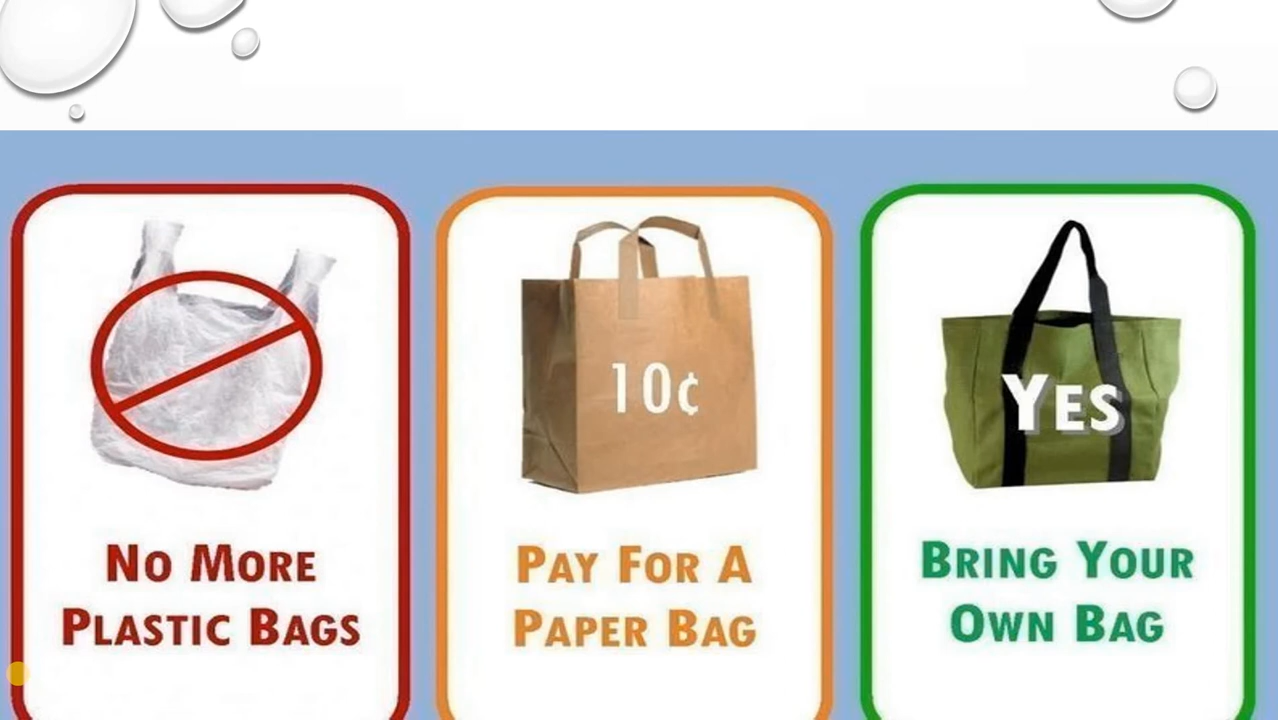 10¢
YES
NO MORE
PLASTIC BAGS
PAY FOR A
PAPER BAG
BRING YOUR
OWN BAG